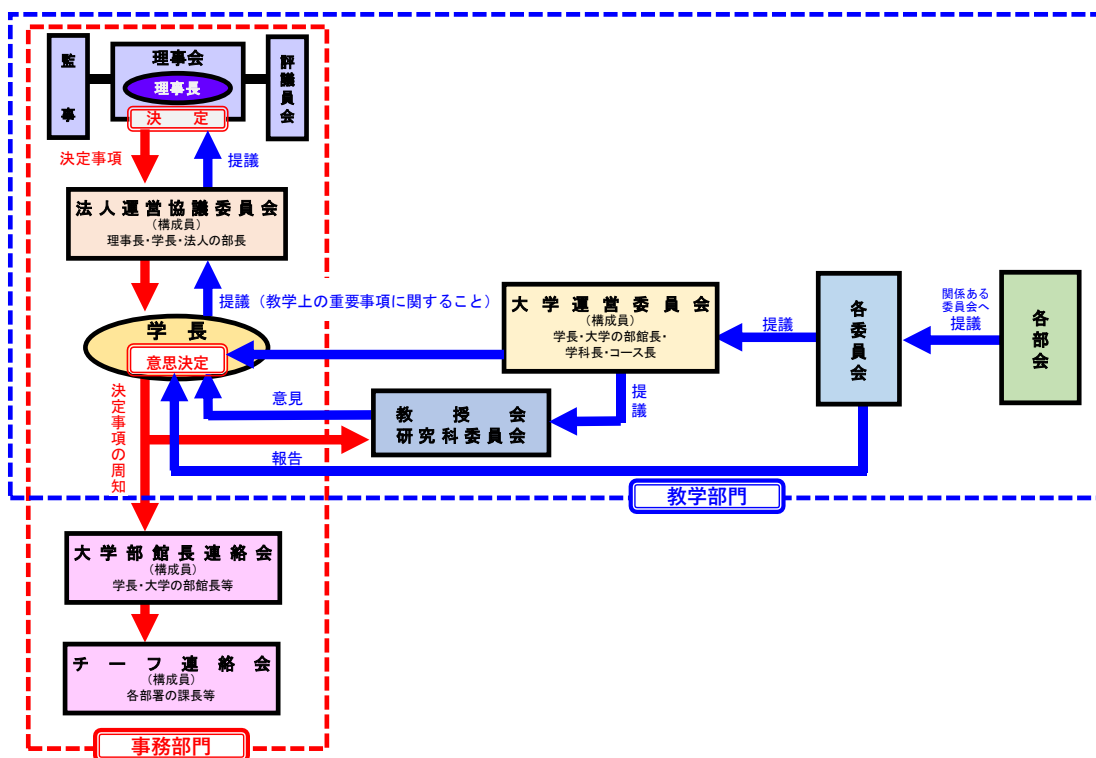 監事
理事会
理事長
評議員会
決　定
決定事項
提議
法人運営協議委員会
（構成員）
理事長・学長・法人の部長
提議（教学上の重要事項に関すること）
学　長
意思決定
大学運営委員会
（構成員）
学長・大学の部館長・
学科長・コース長
提議
各委員会
関係ある
委員会へ
提議
各部会
提議
意見
教　授　会
研究科委員会
報告
決定事項の周知
教学部門
大学部館長連絡会
（構成員）
学長・大学の部館長等
チーフ連絡会
（構成員）
各部署の課長等
事務部門